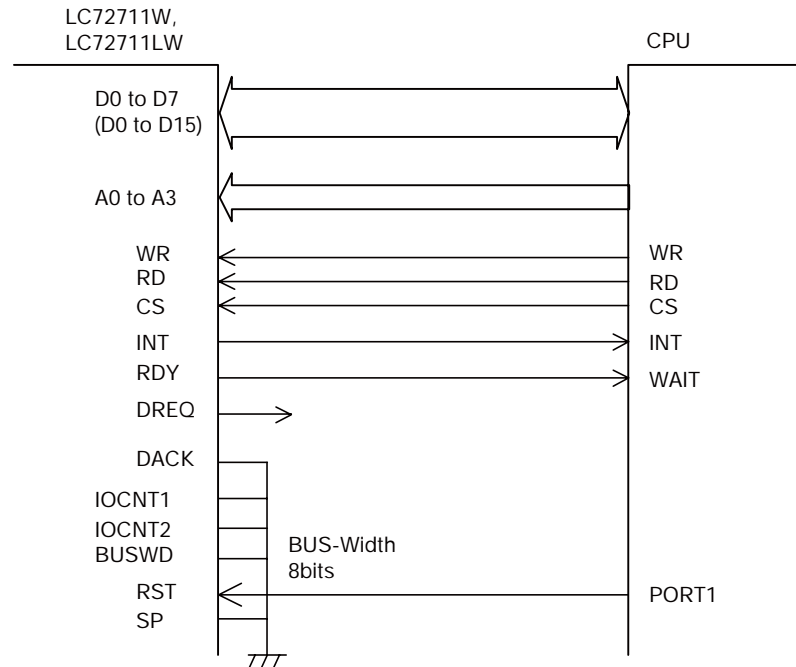 LC72711W,
LC72711LW
CPU
D0 to D7
(D0 to D15)
A0 to A3
WR
WR
RD
RD
CS
CS
INT
INT
RDY
WAIT
DREQ
DACK
IOCNT1
IOCNT2
BUSWD
BUS-Width
8bits
RST
PORT1
SP